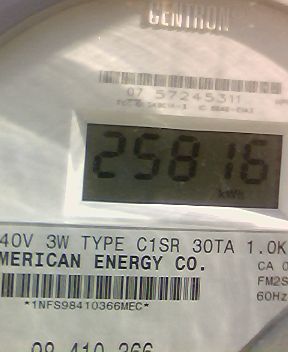 CENTRON
07 57245311
25816
kWh
40V 3W TYPE C1SR 30TA 1.0K
MERICAN ENERGY CO.
CA 0
FM2S
60Hz
*1NFS98410366MEC*
98 410 366